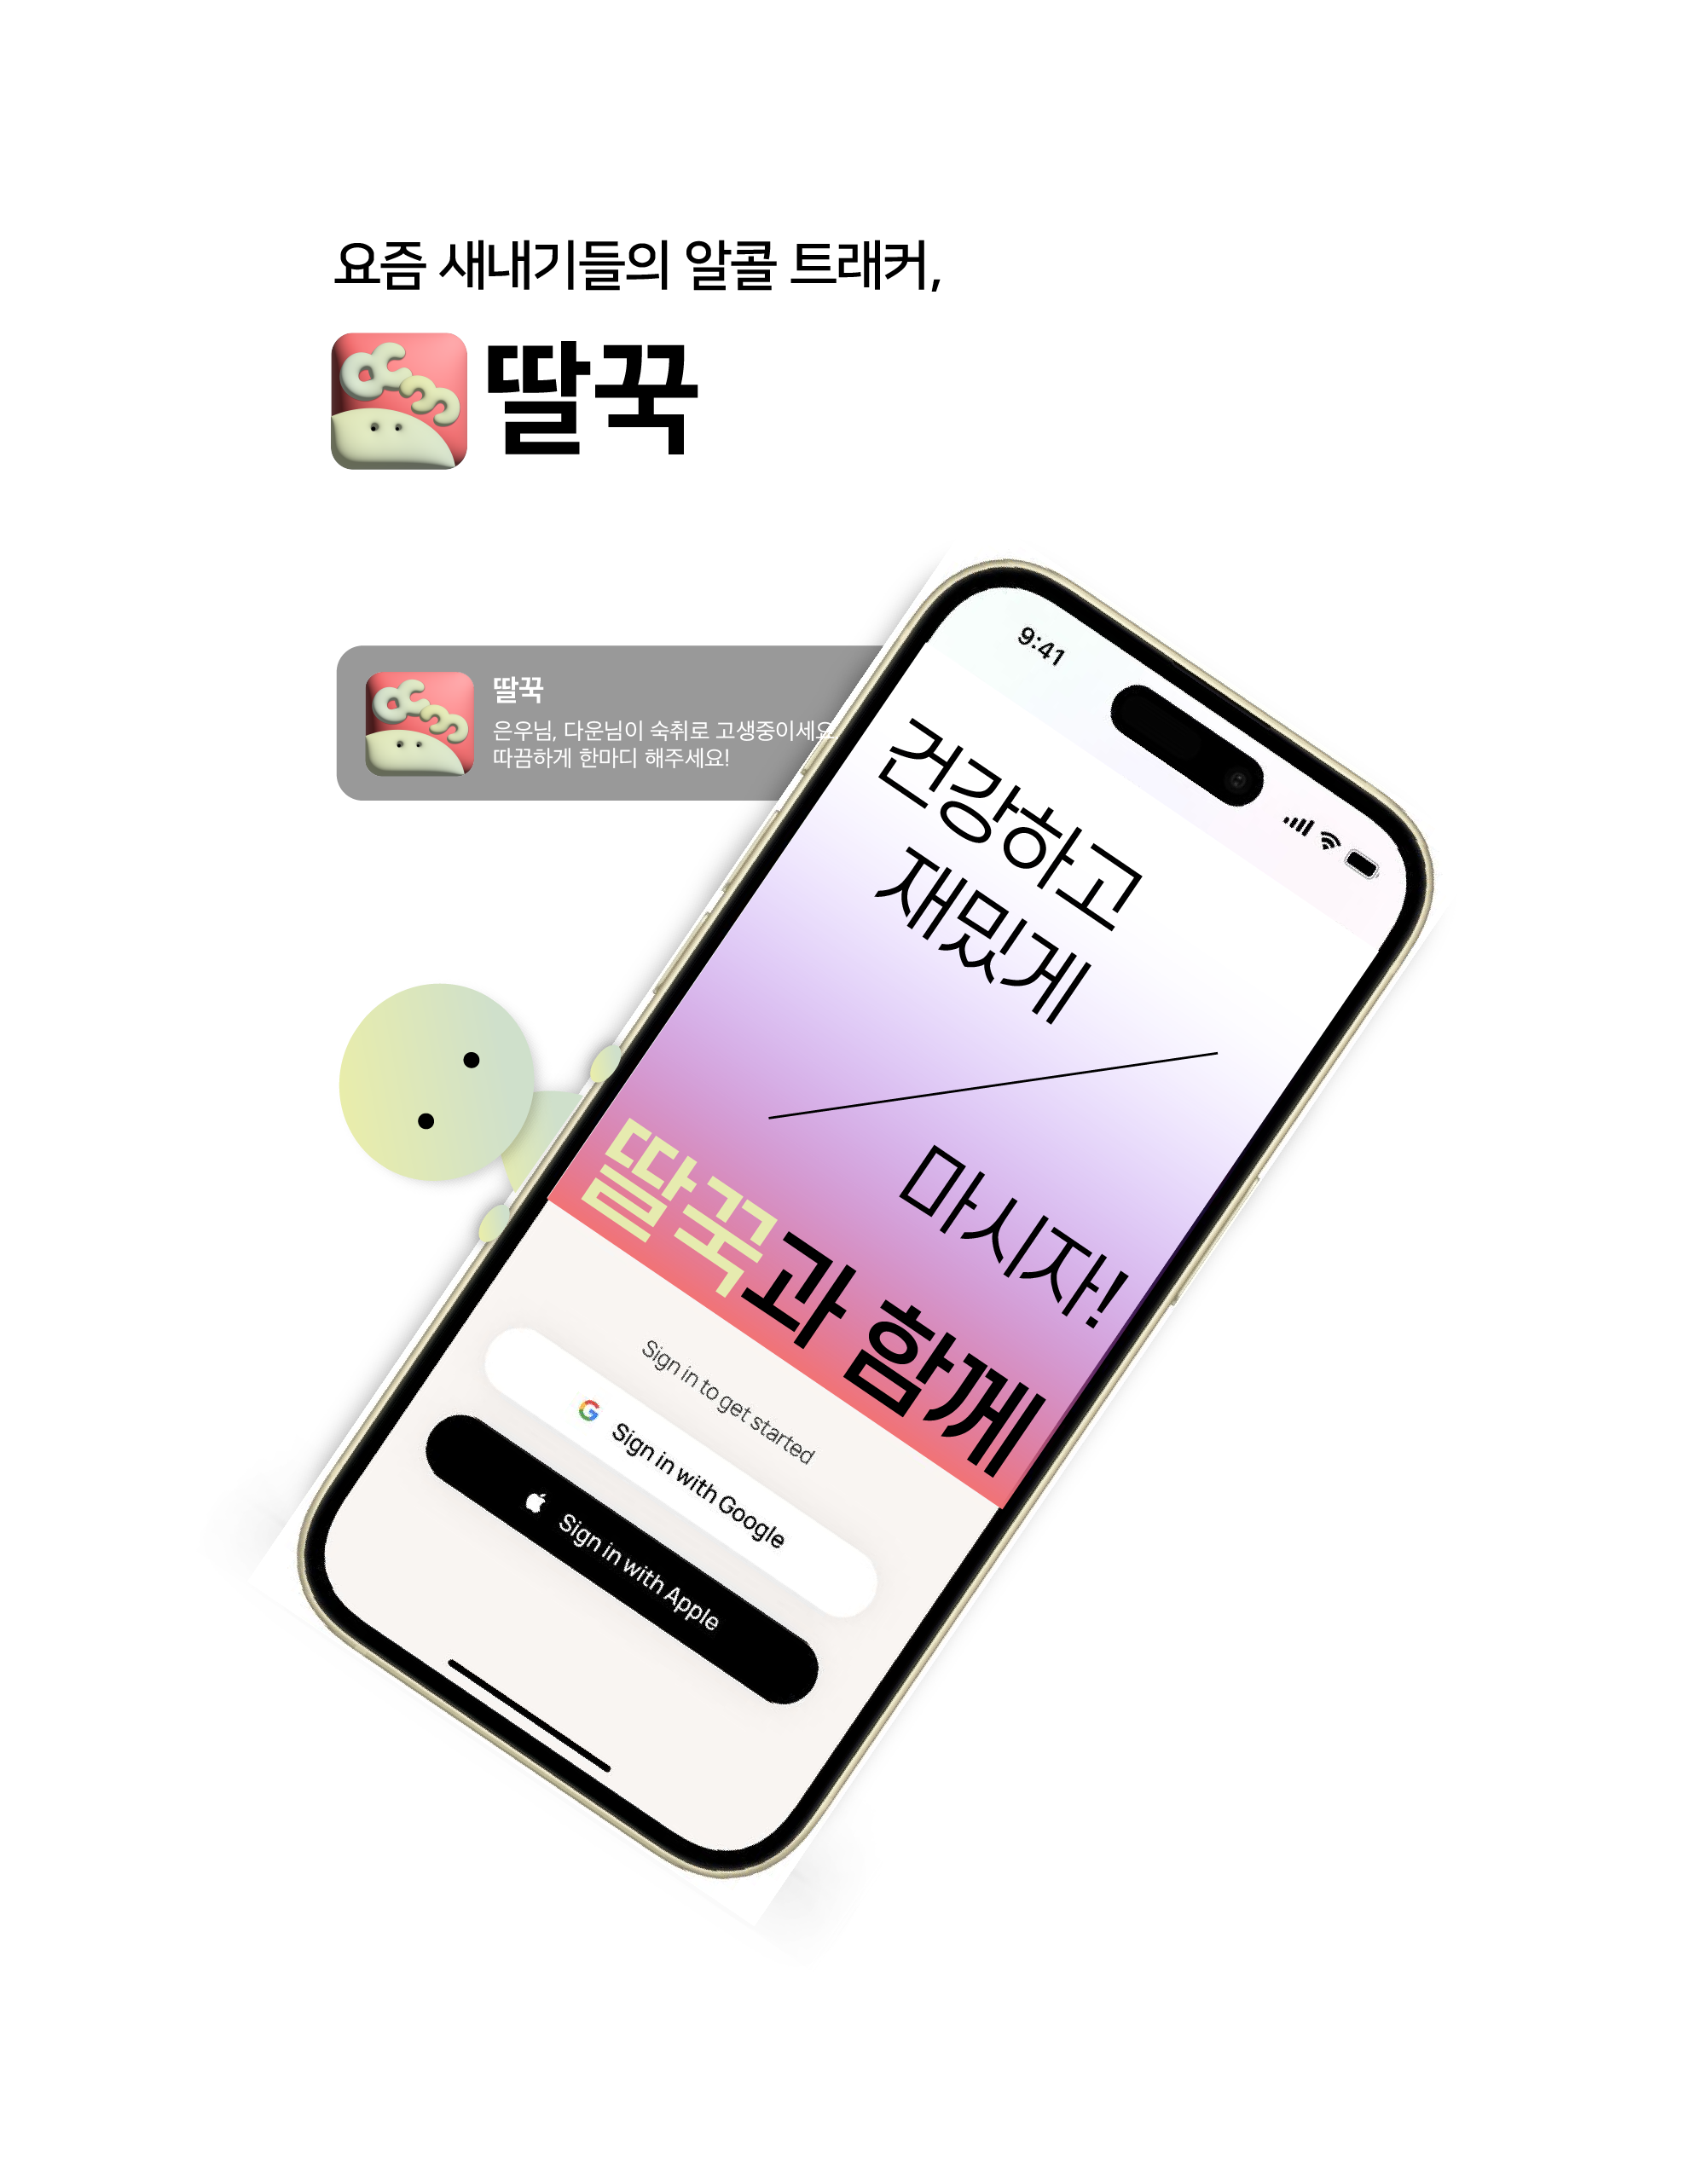 요즘 새내기들의 알콜 트래커,
딸꾹
딸꾹
은우님, 다운님이 숙취로 고생중이세요
따끔하게 한마디 해주세요!
9:41
건강하고
재밌게
마시자!
딸꾹과 함께
Sign in to get started
Sign in with Google
Sign in with Apple